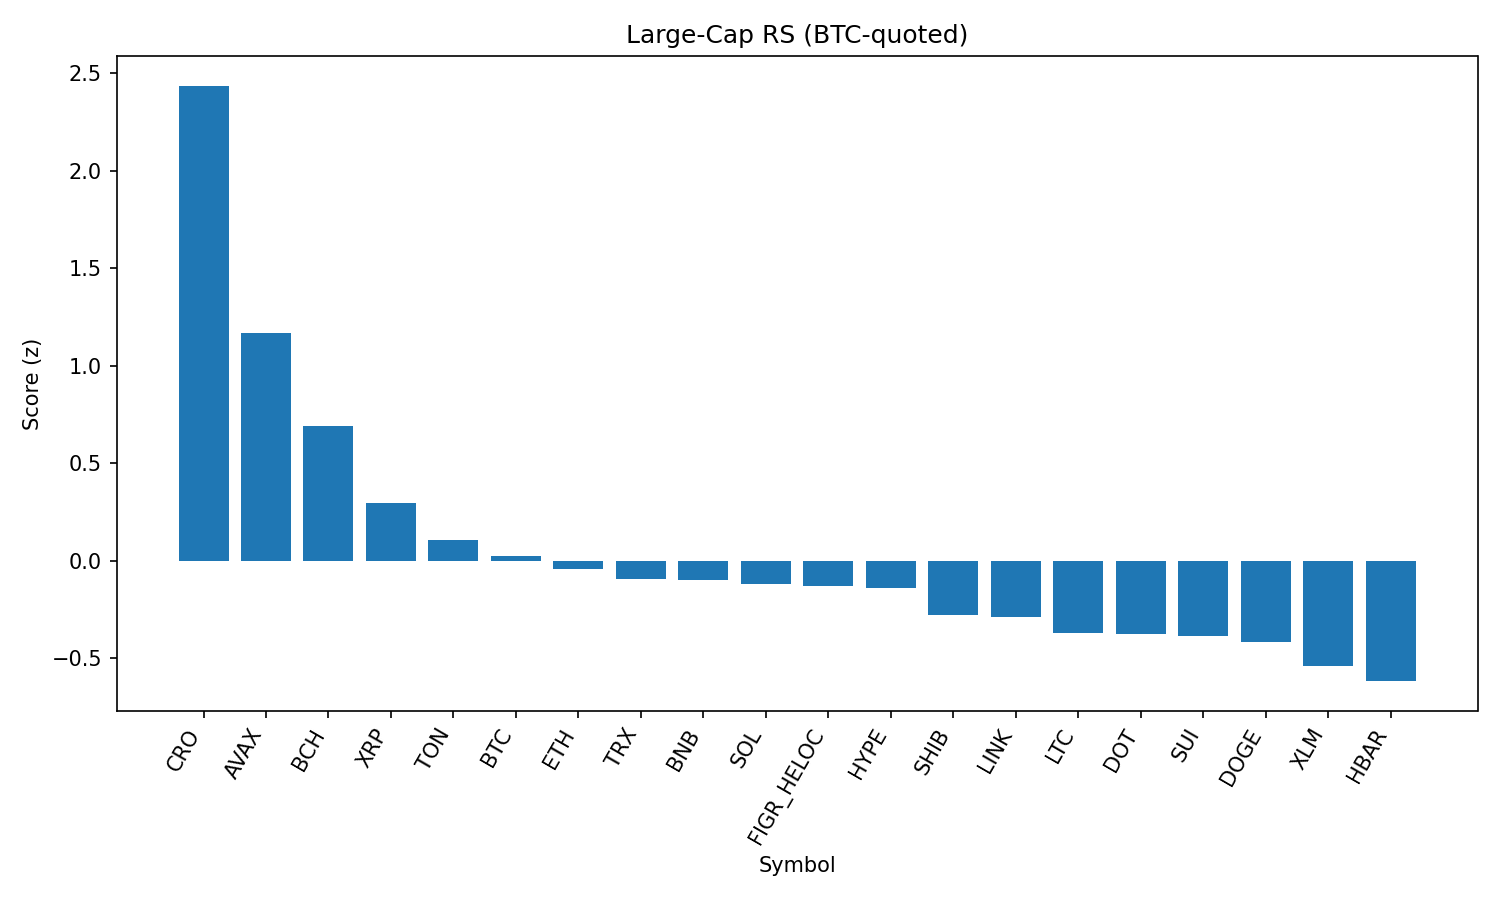 Large-Cap RS (BTC-quoted)
Score (z)
2.5
2.0
1.5
1.0
0.5
0.0
−0.5
CRO
AVAX
BCH
XRP
TON
BTC
ETH
TRX
BNB
SOL
FIGR_HELOC
HYPE
SHIB
LINK
LTC
DOT
SUI
DOGE
XLM
HBAR
Symbol